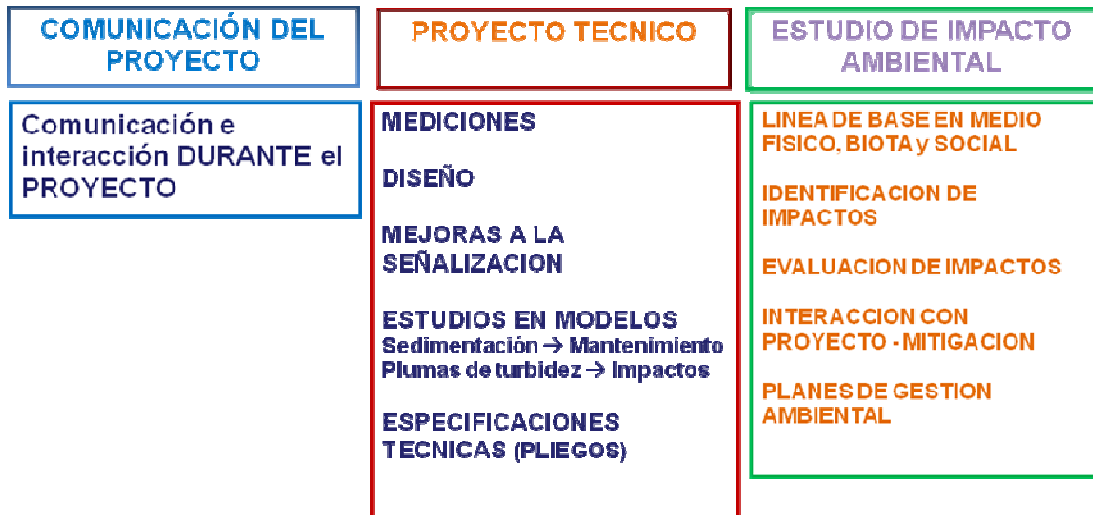 COMUNICACIÓN DEL
PROYECTO
Comunicación e
interacción DURANTE el
PROYECTO
PROYECTO TECNICO
MEDICIONES
DISEÑO
MEJORAS A LA
SEÑALIZACION
ESTUDIOS EN MODELOS
Sedimentación → Mantenimiento
Plumas de turbidez → Impactos
ESPECIFICACIONES
TECNICAS (PLIEGOS)
ESTUDIO DE IMPACTO
AMBIENTAL
LINEA DE BASE EN MEDIO
FISICO, BIOTA y SOCIAL
IDENTIFICACION DE
IMPACTOS
EVALUACION DE IMPACTOS
INTERACCION CON
PROYECTO - MITIGACION
PLANES DE GESTION
AMBIENTAL